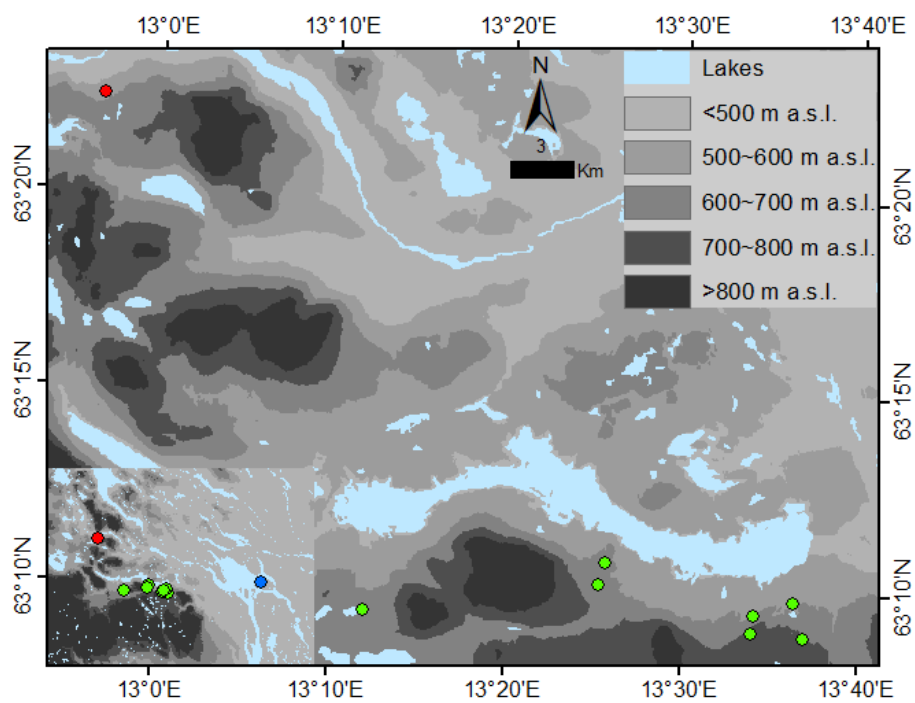 13°0'E 13°10'E 13°20'E 13°30'E 13°40'E
N
3
Km
Lakes
<500 m a.s.l.
500~600 m a.s.l.
600~700 m a.s.l.
700~800 m a.s.l.
>800 m a.s.l.
63°20'N
63°20'N
63°15'N
63°15'N
63°10'N
63°10'N
13°0'E 13°10'E 13°20'E 13°30'E 13°40'E